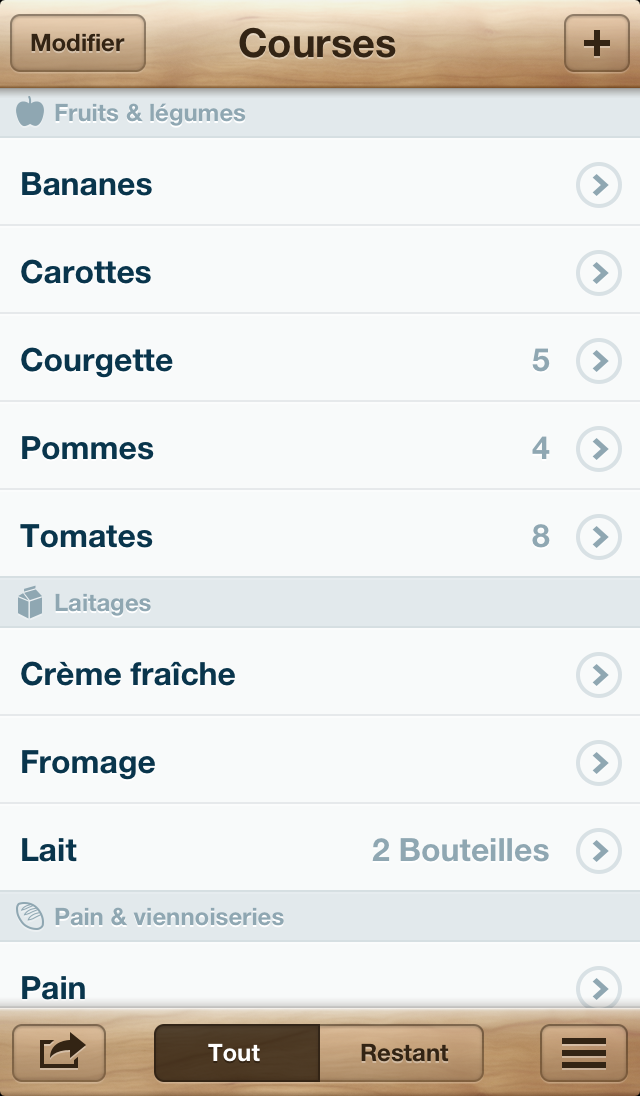 Modifier
Courses
Fruits & légumes
Bananes
Carottes
Courgette 5
Pommes 4
Tomates 8
Laitages
Crème fraîche
Fromage
Lait 2 Bouteilles
Pain & viennoiseries
Pain
Tout Restant